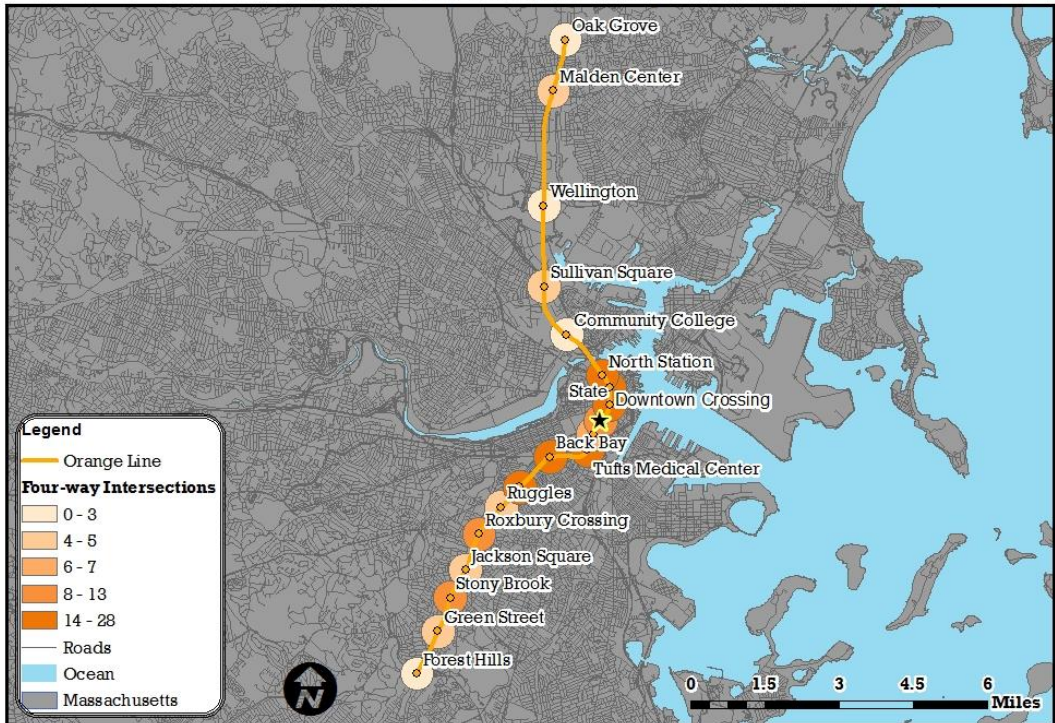 Oak Grove
Malden Center
Wellington
Sullivan Square
Community College
North Station
State
Downtown Crossing
Back Bay
Tufts Medical Center
Ruggles
Roxbury Crossing
Jackson Square
Stony Brook
Green Street
Forest Hills
Legend
Orange Line
Four-way Intersections
0 - 3
4 - 5
6 - 7
8 - 13
14 - 28
Roads
Ocean
Massachusetts
N
0 1.5 3 4.5 6
Miles